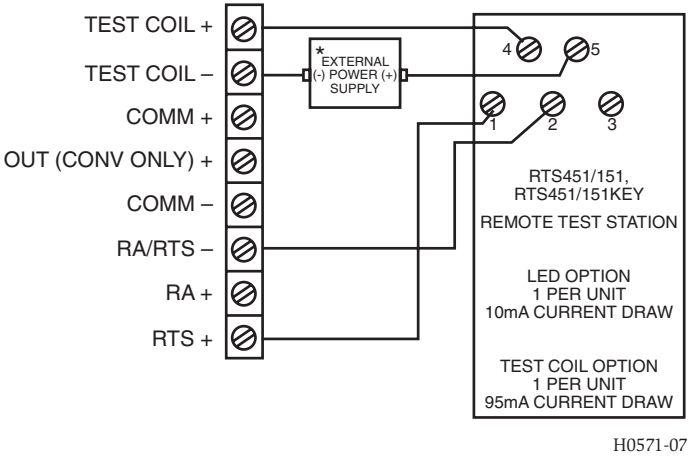 TEST COIL +
TEST COIL –
COMM +
OUT (CONV ONLY) +
COMM –
RA/RTS –
RA +
RTS +
*
EXTERNAL
(-) POWER (+)
SUPPLY
4
5
1
2
3
RTS451/151,
RTS451/151KEY
REMOTE TEST STATION
LED OPTION
1 PER UNIT
10mA CURRENT DRAW
TEST COIL OPTION
1 PER UNIT
95mA CURRENT DRAW
H0571-07